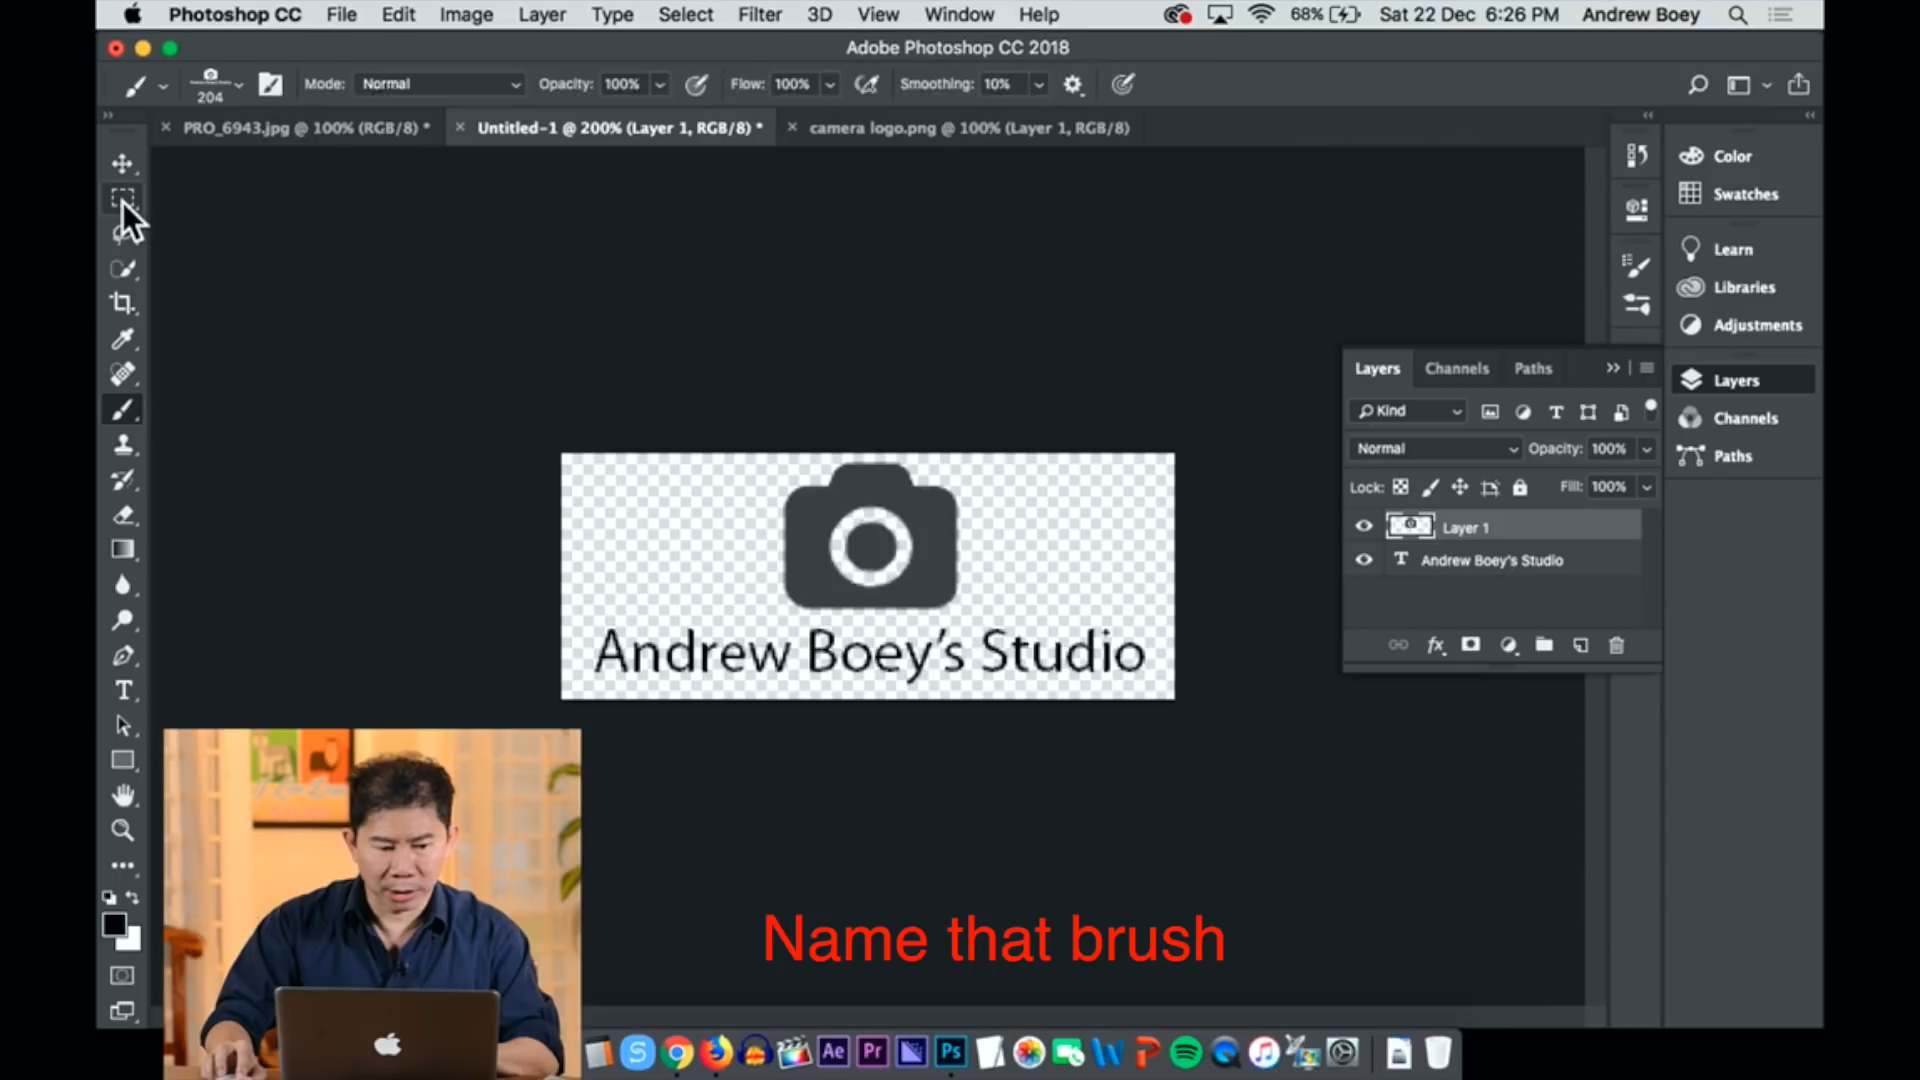 Photoshop CC File Edit Image Layer Type Select Filter 3D View Window Help 68% Sat 22 Dec 6:26 PM Andrew Boey
Adobe Photoshop CC 2018
204 Mode: Normal Opacity: 100% Flow: 100% Smoothing: 10%
PRO_6943.jpg @ 100% (RGB/8) * Untitled-1 @ 200% (Layer 1, RGB/8) * camera logo.png @ 100% (Layer 1, RGB/8)
Color
Swatches
Learn
Libraries
Adjustments
Layers
Channels
Paths
Layers Channels Paths
Kind
Normal Opacity: 100%
Lock: Fill: 100%
Layer 1
Andrew Boey's Studio
Andrew Boey's Studio
Name that brush
Ae Pr Ps